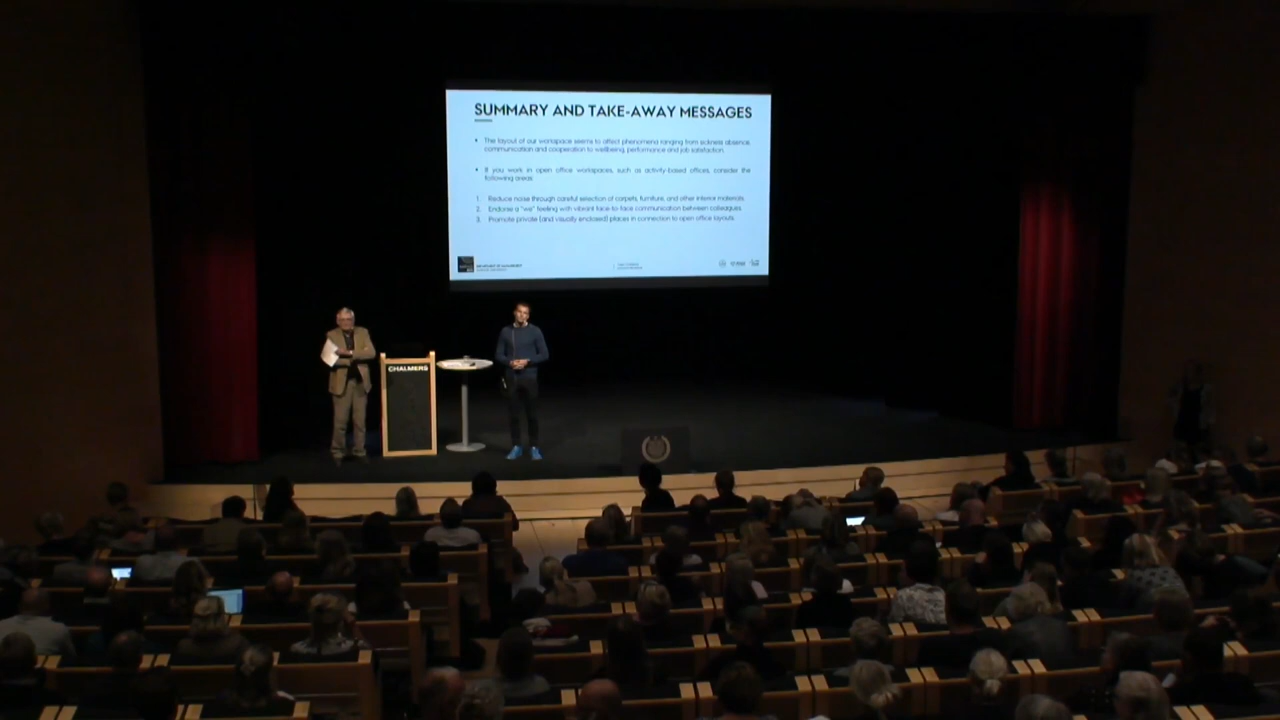 SUMMARY AND TAKE-AWAY MESSAGES
• The layout of our workspace seems to affect phenomena ranging from sickness absence,
communication and cooperation to wellbeing, performance and job satisfaction.
• If you work in open office workspaces, such as activity-based offices, consider the
following areas:
1. Reduce noise through careful selection of carpets, furniture, and other interior materials.
2. Endorse a "we" feeling with vibrant face-to-face communication between colleagues.
3. Promote private (and visually enclosed) places in connection to open office layouts.
CHALMERS